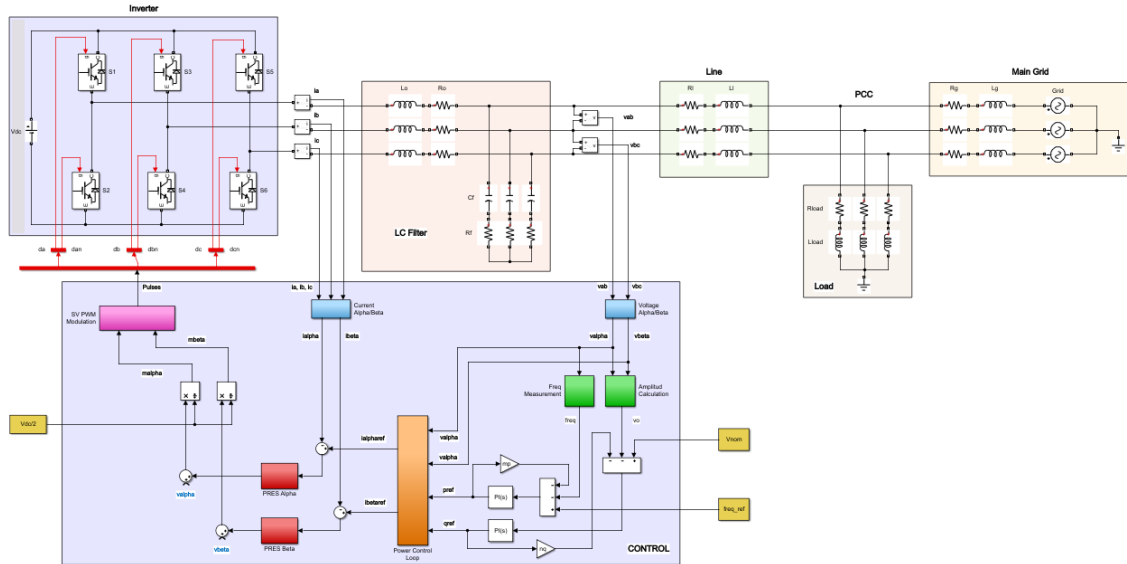 Inverter
S1
S3
S5
Vdc
S2
S4
S6
da
dan
db
dbn
dc
dcn
Ia
Ib
Ic
Lo
Ro
Cf
Rf
LC Filter
vab
vbc
Line
Rl
Ll
PCC
Main Grid
Rg
Lg
Grid
Rload
Lload
Load
Pulses
SV PWM
Modulation
mbeta
malpha
Ia, Ib, Ic
Current
Alpha/Beta
ialpha
ibeta
vab
vbc
Voltage
Alpha/Beta
valpha
vbeta
Freq
Measurement
Amplitud
Calculation
freq
vo
Vdc/2
Vnom
freq_ref
ialpharef
ibetaref
valpha
valpha
pref
qref
mp
nq
PI(s)
PI(s)
PRES Alpha
PRES Beta
valpha
vbeta
Power Control
Loop
CONTROL